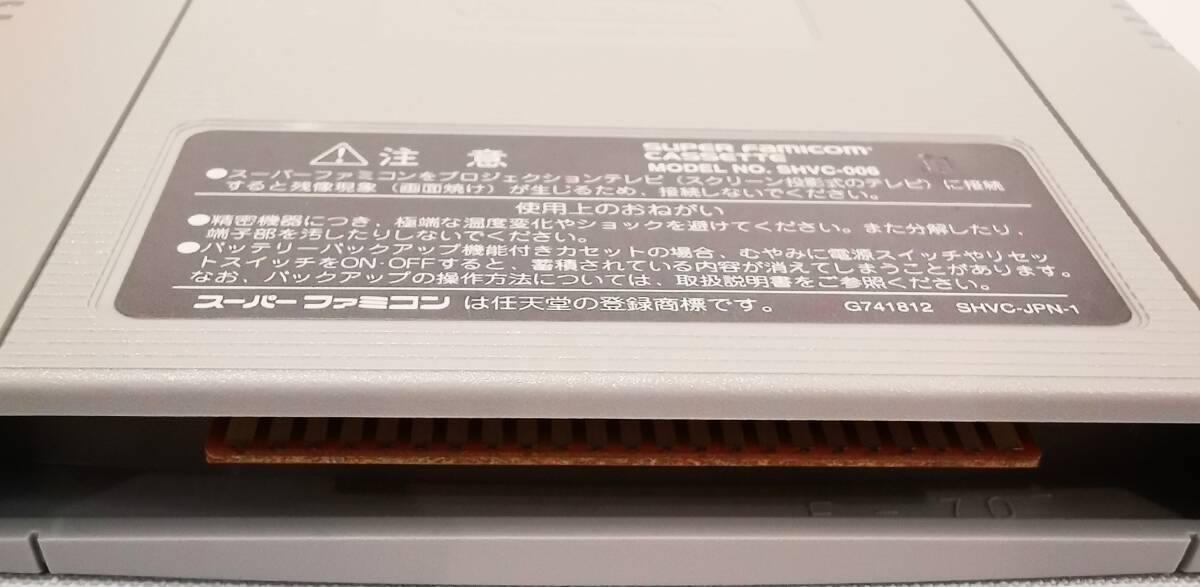 注意
SUPER FAMICOM
CASSETTE
MODEL NO. SHVC-006
●スーパーファミコンをプロジェクションテレビ（スクリーン投影式のテレビ）に接続
すると残像現象（画面焼け）が生じるため、接続しないでください。
使用上のおねがい
●精密機器につき、極端な温度変化やショックを避けてください。また分解したり、
端子部を汚したりしないでください。
●バッテリーバックアップ機能付きカセットの場合、むやみに電源スイッチやリセッ
トスイッチをON・OFFすると、蓄積されている内容が消えてしまうことがあります。
なお、バックアップの操作方法については、取扱説明書をご参照ください。
スーパーファミコン は任天堂の登録商標です。
G741812 SHVC-JPN-1